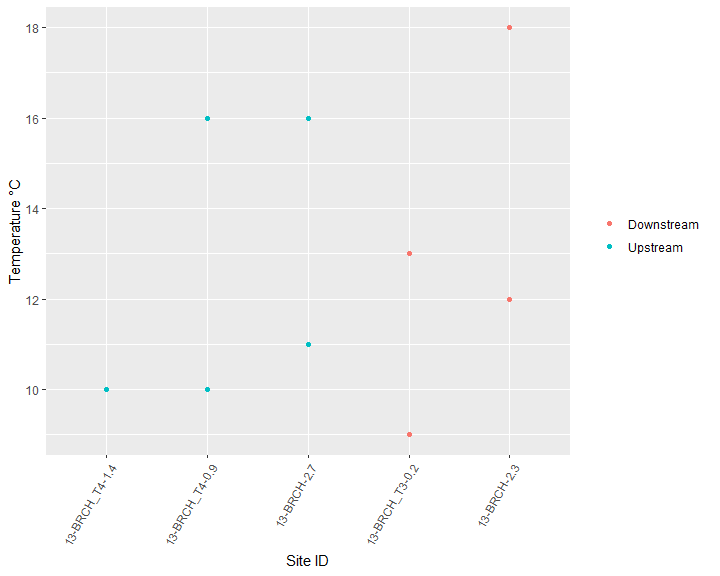 18
16
14
12
10
Temperature °C
13-BRCH_T4-1.4
13-BRCH_T4-0.9
13-BRCH-2.7
13-BRCH_T3-0.2
13-BRCH-2.3
Site ID
Downstream
Upstream